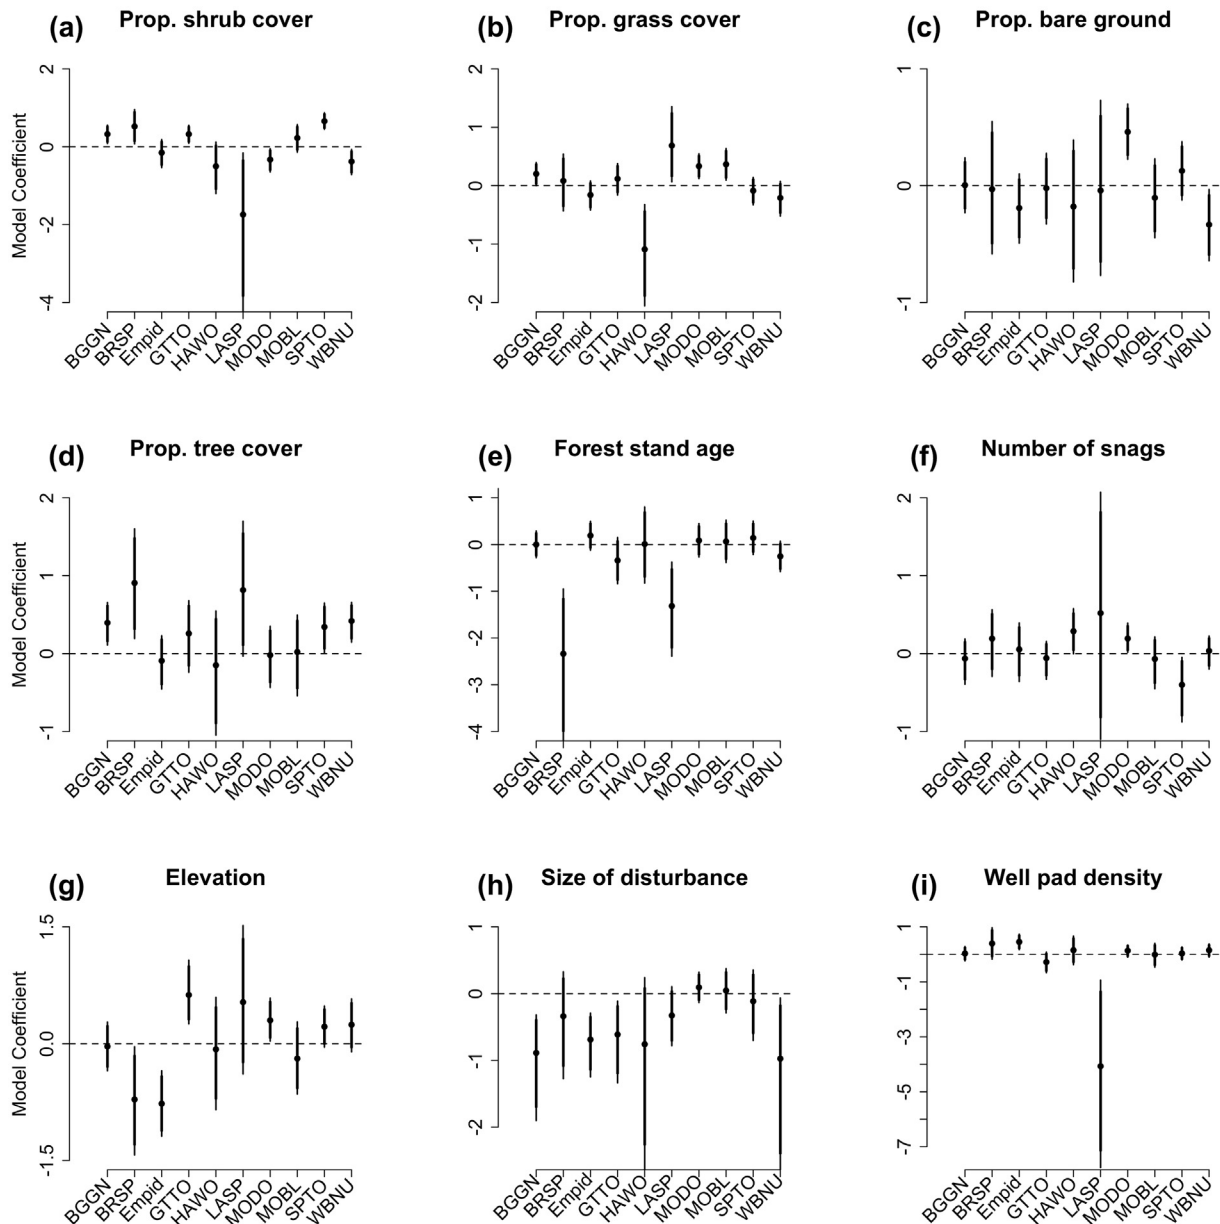 (a) Prop. shrub cover
(b) Prop. grass cover
(c) Prop. bare ground
Model Coefficient
2
0
-2
-4
BGGN BRSP Empid GTTO HAWO LASP MODO MOBL SPTO WBNU
2
1
0
-1
-2
BGGN BRSP Empid GTTO HAWO LASP MODO MOBL SPTO WBNU
1
0
-1
BGGN BRSP Empid GTTO HAWO LASP MODO MOBL SPTO WBNU
(d) Prop. tree cover
(e) Forest stand age
(f) Number of snags
Model Coefficient
2
1
0
-1
BGGN BRSP Empid GTTO HAWO LASP MODO MOBL SPTO WBNU
1
0
-1
-2
-3
-4
BGGN BRSP Empid GTTO HAWO LASP MODO MOBL SPTO WBNU
2
1
0
-1
BGGN BRSP Empid GTTO HAWO LASP MODO MOBL SPTO WBNU
(g) Elevation
(h) Size of disturbance
(i) Well pad density
Model Coefficient
1.5
0.0
-1.5
BGGN BRSP Empid GTTO HAWO LASP MODO MOBL SPTO WBNU
1
0
-1
-2
BGGN BRSP Empid GTTO HAWO LASP MODO MOBL SPTO WBNU
1
-1
-3
-5
-7
BGGN BRSP Empid GTTO HAWO LASP MODO MOBL SPTO WBNU